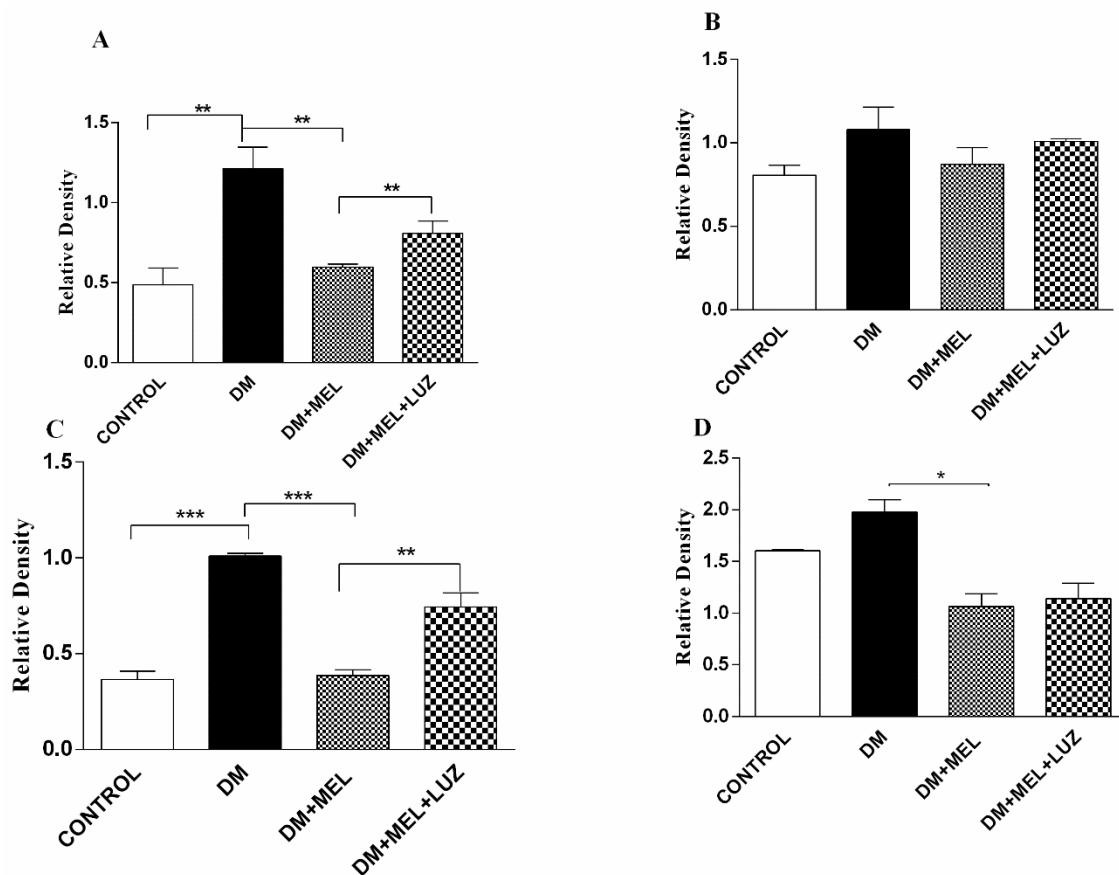 A
Relative Density
1.5
1.0
0.5
0.0
**
**
**
CONTROL
DM
DM+MEL
DM+MEL+LUZ
B
Relative Density
1.5
1.0
0.5
0.0
CONTROL
DM
DM+MEL
DM+MEL+LUZ
C
Relative Density
1.5
1.0
0.5
0.0
***
***
**
CONTROL
DM
DM+MEL
DM+MEL+LUZ
D
Relative Density
2.5
2.0
1.5
1.0
0.5
0.0
*
CONTROL
DM
DM+MEL
DM+MEL+LUZ